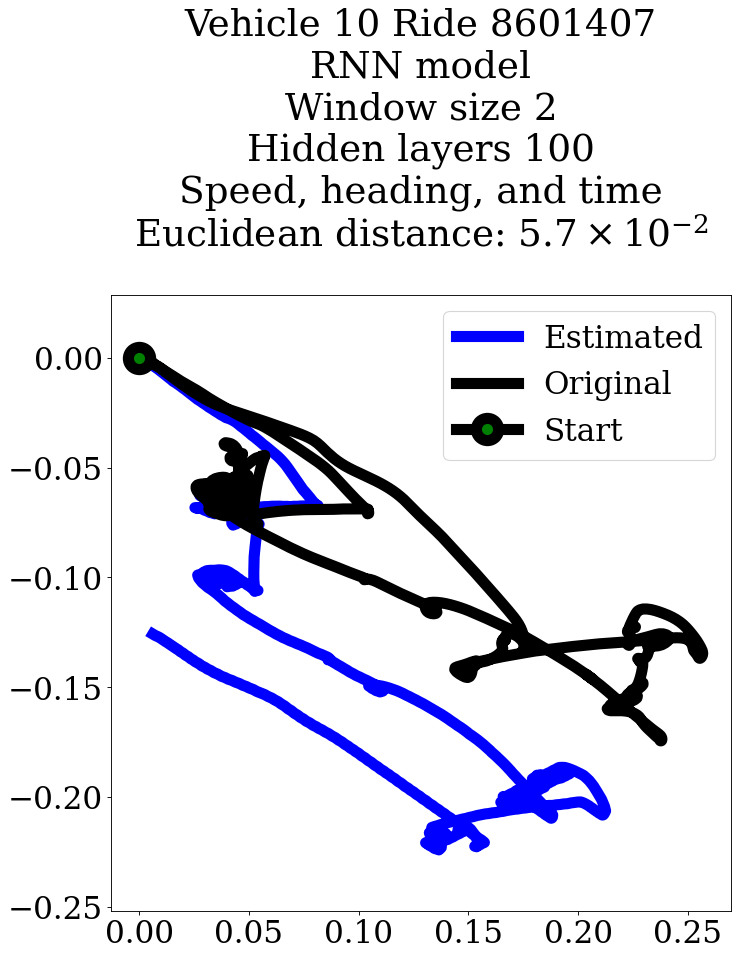 Vehicle 10 Ride 8601407
RNN model
Window size 2
Hidden layers 100
Speed, heading, and time
Euclidean distance: 5.7 × 10⁻²
Estimated
Original
Start
0.00
−0.05
−0.10
−0.15
−0.20
−0.25
0.00 0.05 0.10 0.15 0.20 0.25